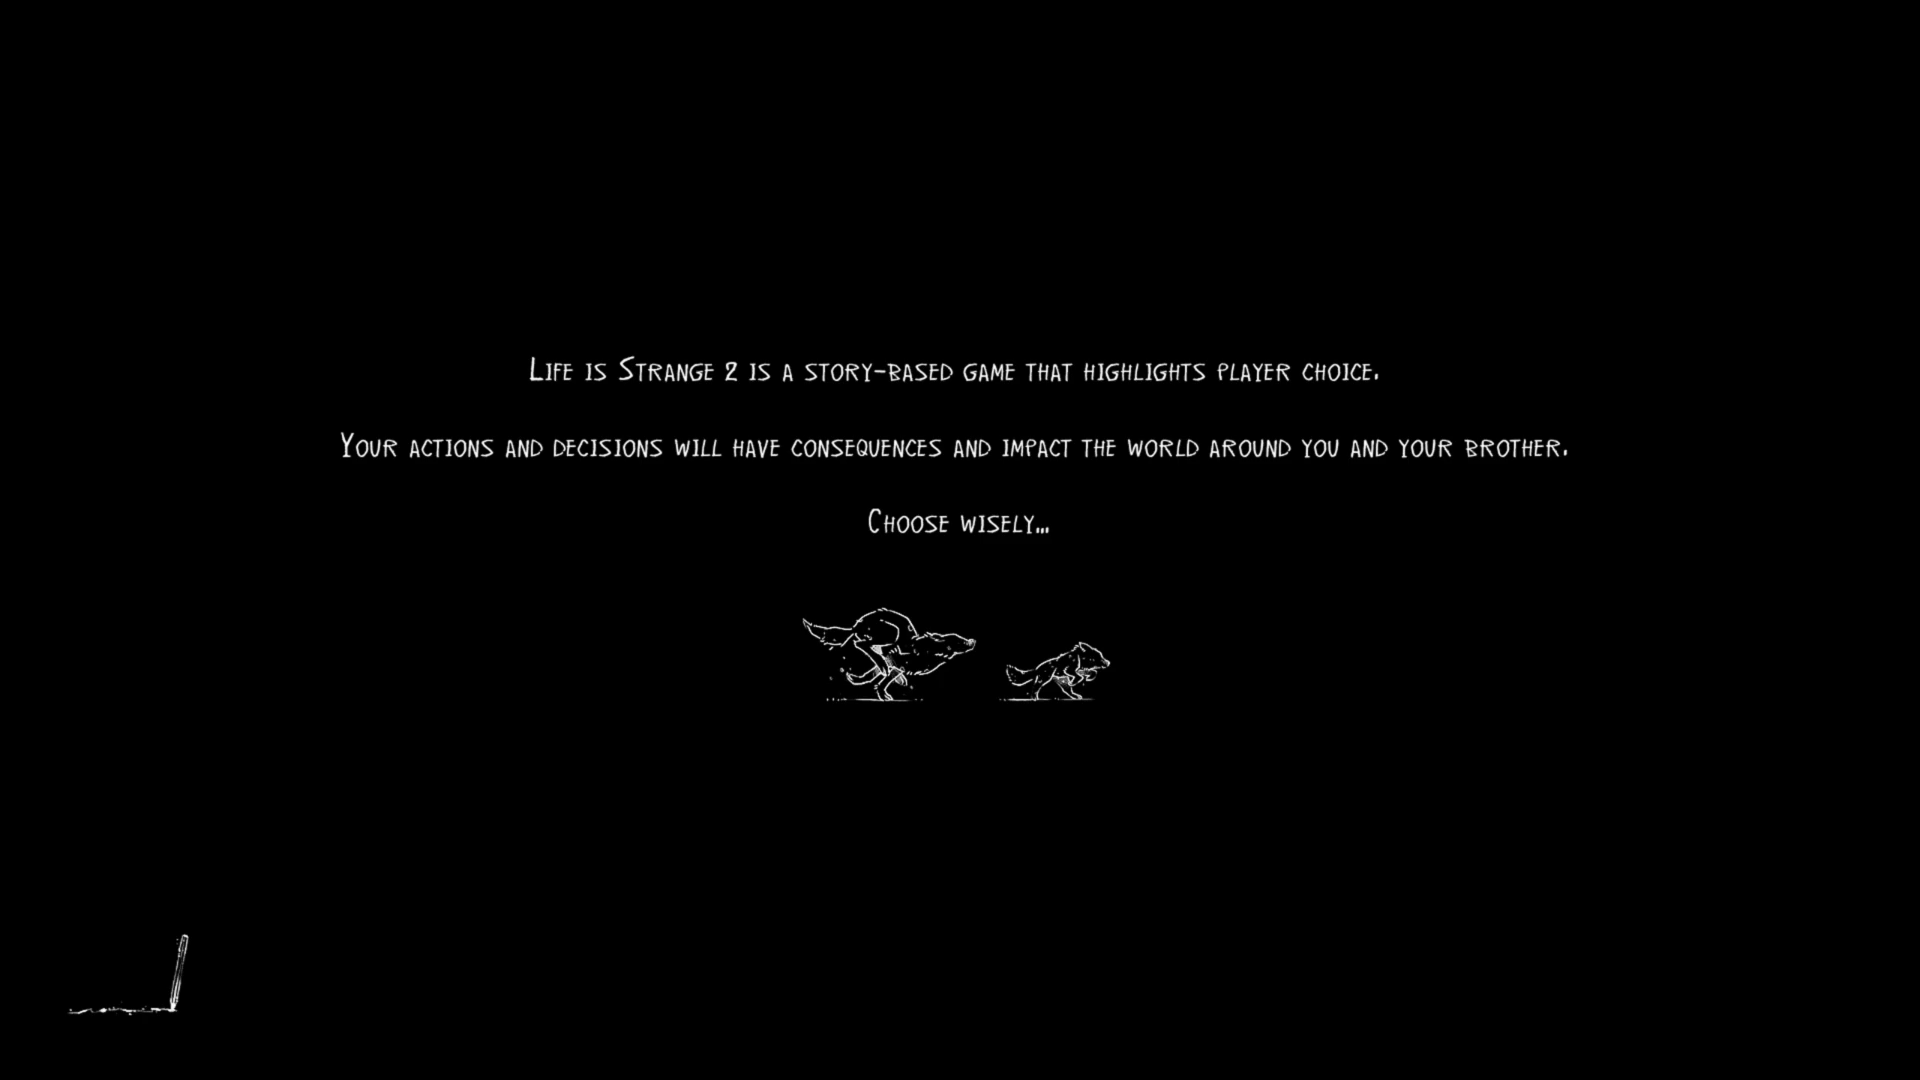 Life is Strange 2 is a story-based game that highlights player choice.
Your actions and decisions will have consequences and impact the world around you and your brother.
Choose wisely...